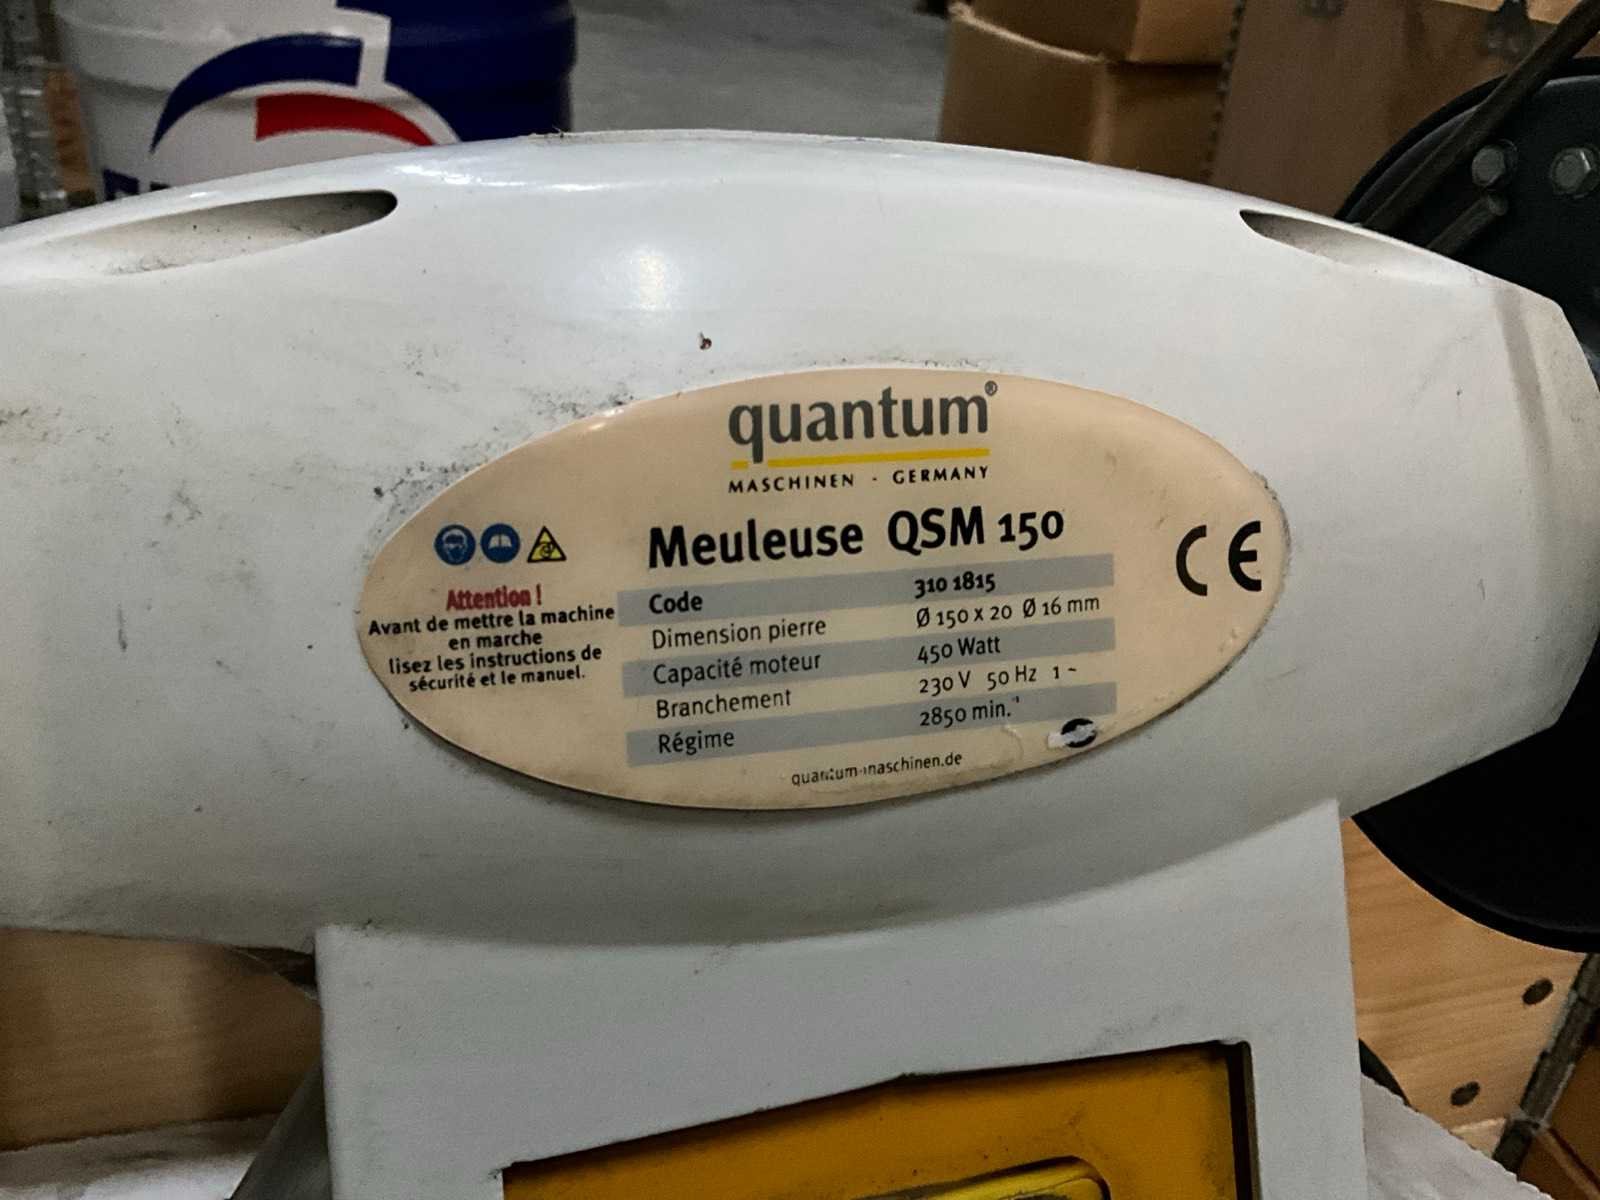 quantum®
MASCHINEN - GERMANY
Meuleuse QSM 150
Attention !
Avant de mettre la machine
en marche
lisez les instructions de
sécurité et le manuel.
Code 310 1815
Dimension pierre Ø 150 x 20 Ø 16 mm
Capacité moteur 450 Watt
Branchement 230 V 50 Hz 1 ~
Régime 2850 min.⁻¹
quantum-maschinen.de
CE